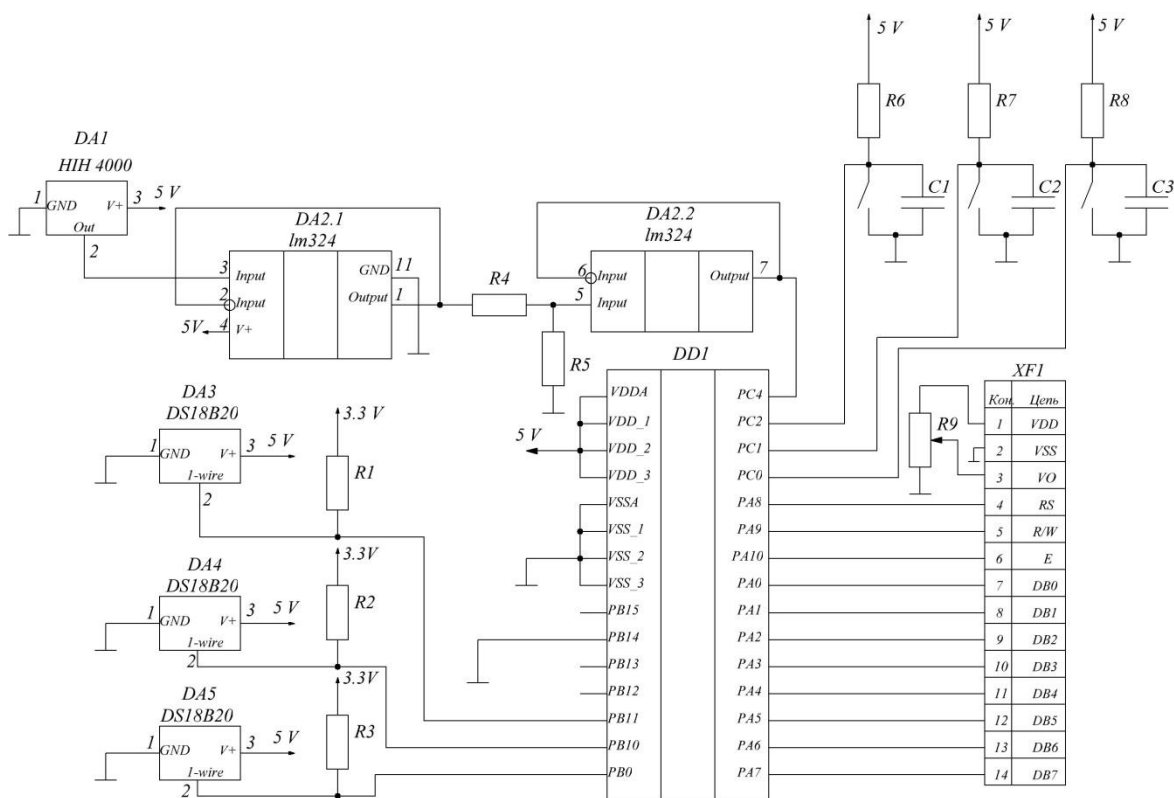 5 V
5 V
5 V
R6
R7
R8
C1
C2
C3
DA1
HIH 4000
1
GND
V+
3
5 V
Out
2
DA2.1
lm324
3
Input
2
Input
4
V+
5V
GND
11
Output
1
R4
R5
DA2.2
lm324
6
Input
5
Input
Output
7
DA3
DS18B20
1
GND
V+
3
5 V
1-wire
2
3.3 V
R1
DA4
DS18B20
1
GND
V+
3
5 V
1-wire
2
3.3V
R2
DA5
DS18B20
1
GND
V+
3
5 V
1-wire
2
3.3V
R3
DD1
5 V
VDDA
VDD_1
VDD_2
VDD_3
VSSA
VSS_1
VSS_2
VSS_3
PB15
PB14
PB13
PB12
PB11
PB10
PB0
PC4
PC2
PC1
PC0
PA8
PA9
PA10
PA0
PA1
PA2
PA3
PA4
PA5
PA6
PA7
R9
XF1
Кон. Цепь
1 VDD
2 VSS
3 VO
4 RS
5 R/W
6 E
7 DB0
8 DB1
9 DB2
10 DB3
11 DB4
12 DB5
13 DB6
14 DB7